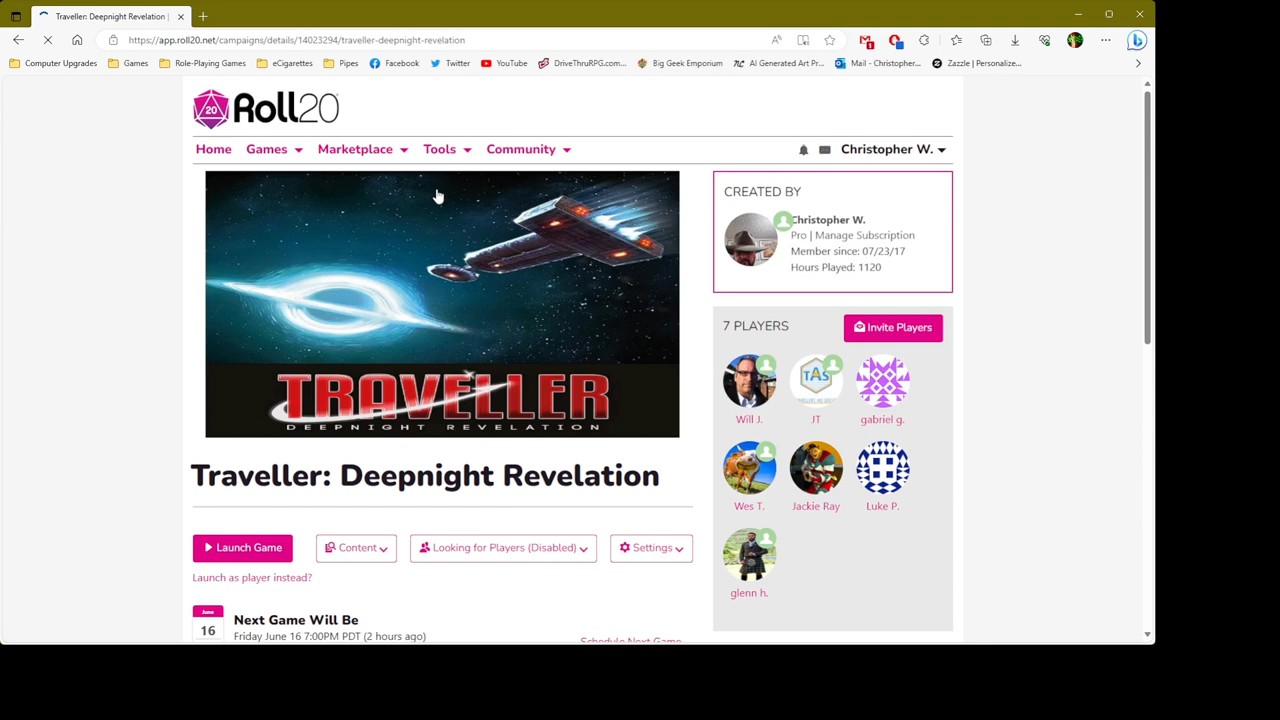 Traveller: Deepnight Revelation |
https://app.roll20.net/campaigns/details/14023294/traveller-deepnight-revelation
Computer Upgrades Games Role-Playing Games eCigarettes Pipes Facebook Twitter YouTube DriveThruRPG.com... Big Geek Emporium AI Generated Art Pr... Mail - Christopher... Zazzle | Personalize...
20 Roll20
Home Games Marketplace Tools Community Christopher W.
CREATED BY
Christopher W.
Pro | Manage Subscription
Member since: 07/23/17
Hours Played: 1120
7 PLAYERS Invite Players
TAS
Will J. JT gabriel g.
Wes T. Jackie Ray Luke P.
glenn h.
TRAVELLER
DEEPNIGHT REVELATION
Traveller: Deepnight Revelation
Launch Game Content Looking for Players (Disabled) Settings
Launch as player instead?
June
16
Next Game Will Be
Friday June 16 7:00PM PDT (2 hours ago)
Schedule Next Game